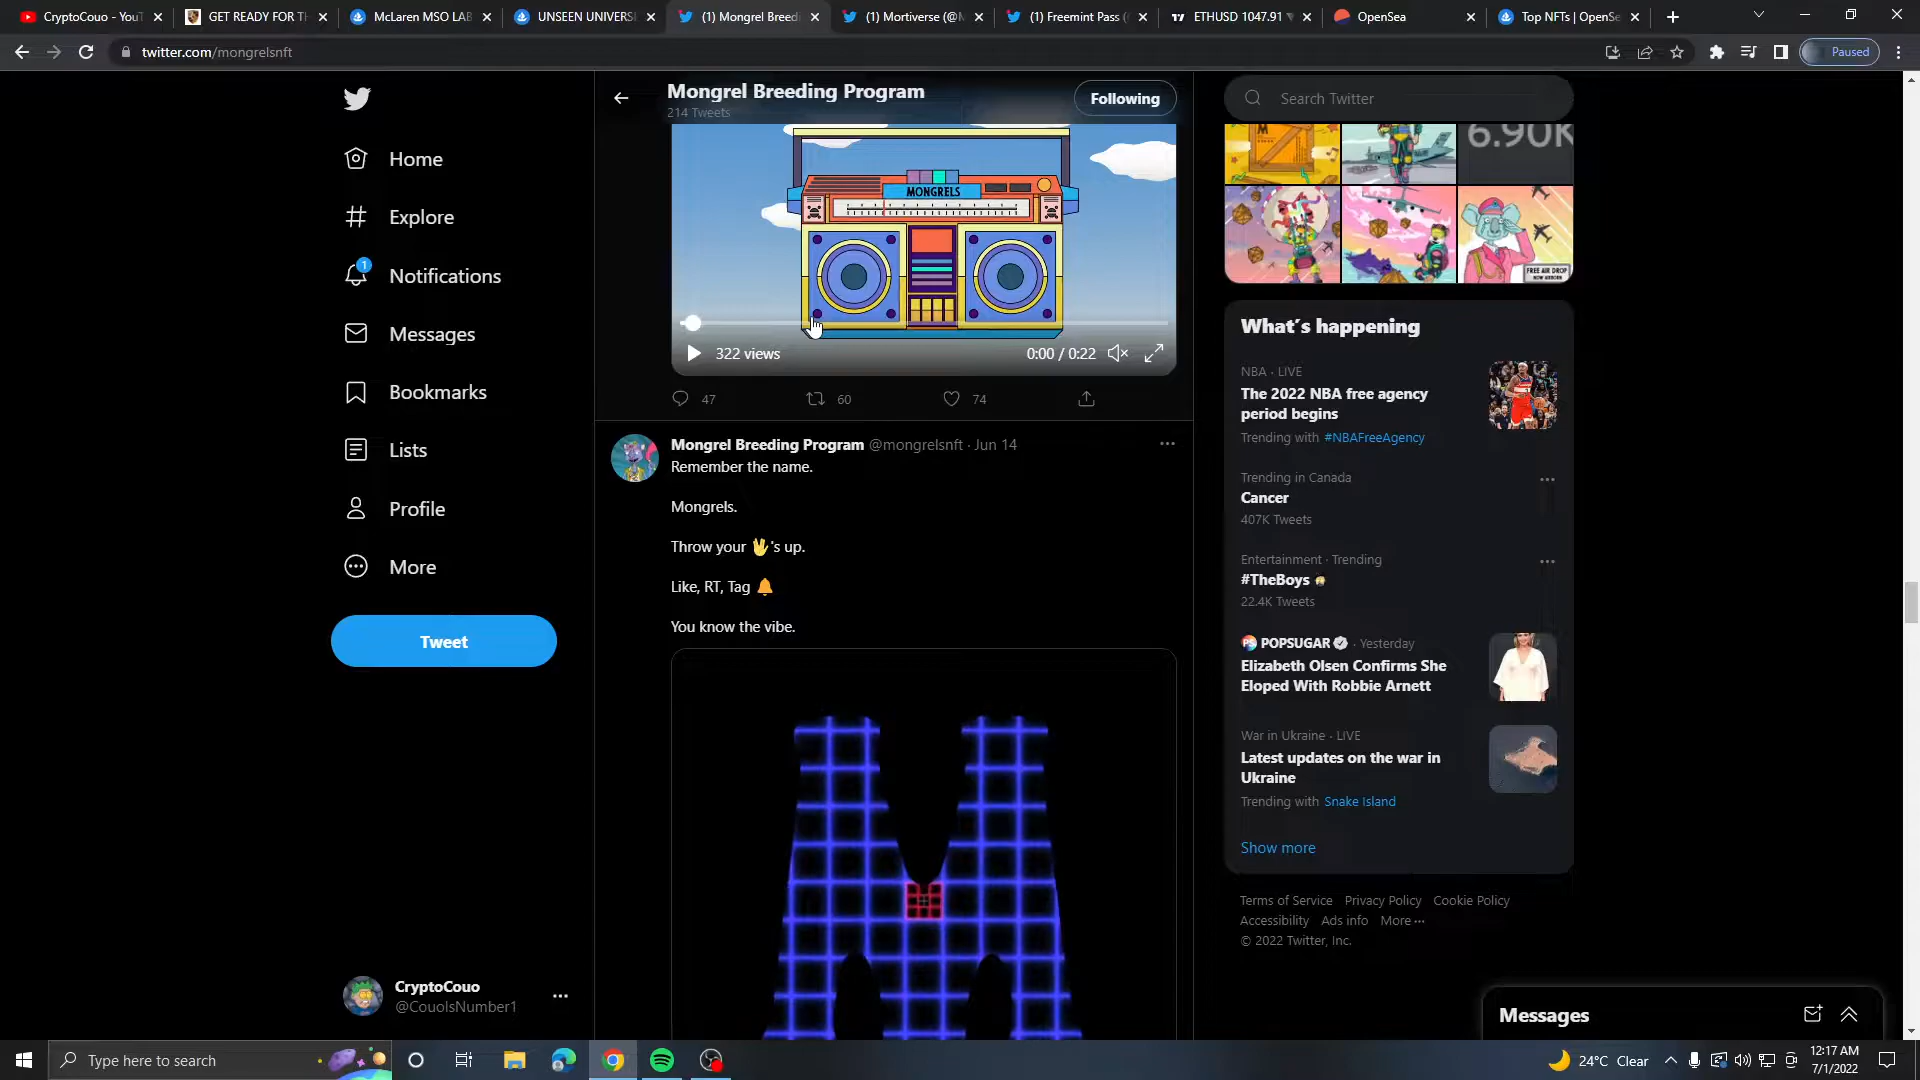 CryptoCouo - YouT
GET READY FOR TH
McLaren MSO LAB
UNSEEN UNIVERS
(1) Mongrel Breedi
(1) Mortiverse (@M
(1) Freemint Pass (
ETHUSD 1047.91
OpenSea
Top NFTs | OpenSe
twitter.com/mongrelsnft
Paused
Home
Explore
1
Notifications
Messages
Bookmarks
Lists
Profile
More
Tweet
CryptoCouo
@CouoIsNumber1
Mongrel Breeding Program
214 Tweets
Following
MONGRELS
322 views
0:00 / 0:22
47
60
74
Mongrel Breeding Program @mongrelsnft · Jun 14
Remember the name.
Mongrels.
Throw your 🖖's up.
Like, RT, Tag 🔔
You know the vibe.
Search Twitter
6.90K
FREE AIR DROP
NOW AIRBORN
What's happening
NBA · LIVE
The 2022 NBA free agency
period begins
Trending with #NBAFreeAgency
Trending in Canada
Cancer
407K Tweets
Entertainment · Trending
#TheBoys
22.4K Tweets
POPSUGAR · Yesterday
Elizabeth Olsen Confirms She
Eloped With Robbie Arnett
War in Ukraine · LIVE
Latest updates on the war in
Ukraine
Trending with Snake Island
Show more
Terms of Service Privacy Policy Cookie Policy
Accessibility Ads info More ···
© 2022 Twitter, Inc.
Messages
Type here to search
24°C Clear
12:17 AM
7/1/2022